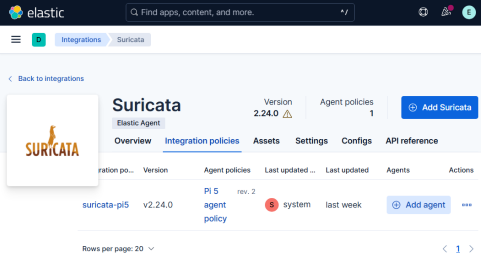 elastic
Find apps, content, and more.
^/
E
D
Integrations
Suricata
Back to integrations
SURICATA
Suricata
Elastic Agent
Version
2.24.0
Agent policies
1
Add Suricata
Overview
Integration policies
Assets
Settings
Configs
API reference
ration po...
Version
Agent policies
Last updated ...
Last updated
Agents
Actions
suricata-pi5
v2.24.0
Pi 5
agent
policy
rev. 2
S
system
last week
Add agent
Rows per page: 20
1